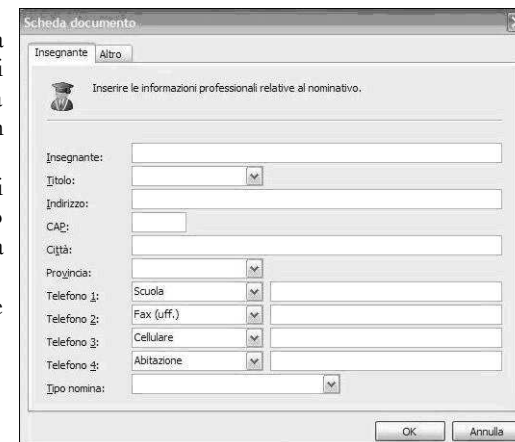 Scheda documento
Insegnante Altro
Inserire le informazioni professionali relative al nominativo.
Insegnante:
Titolo:
Indirizzo:
CAP:
Città:
Provincia:
Telefono 1: Scuola
Telefono 2: Fax (uff.)
Telefono 3: Cellulare
Telefono 4: Abitazione
Tipo nomina:
OK Annulla